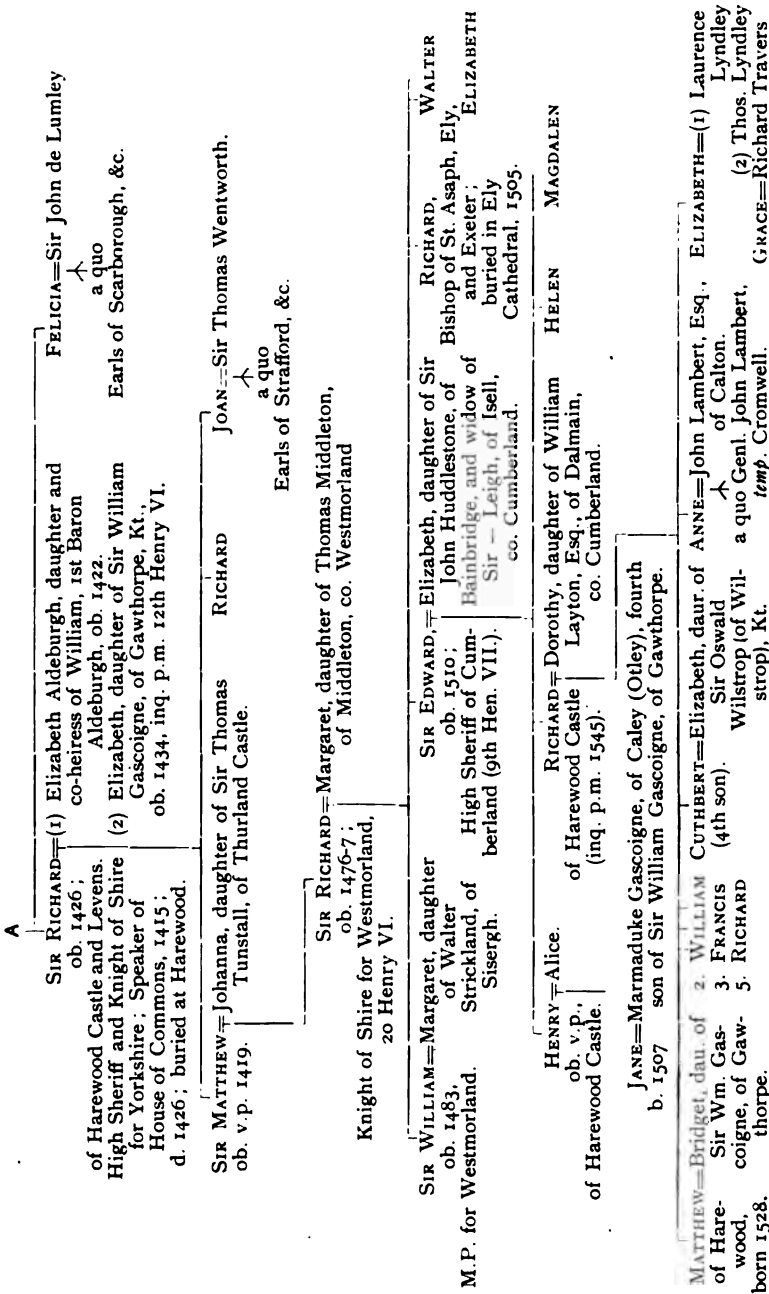 A
SIR RICHARD=(1) Elizabeth Aldeburgh, daughter and
ob. 1426; co-heiress of William, 1st Baron
Aldeburgh, ob. 1422.
of Harewood Castle and Levens.
High Sheriff and Knight of Shire
for Yorkshire; Speaker of
House of Commons, 1415;
d. 1426; buried at Harewood.
(2) Elizabeth, daughter of Sir William
Gascoigne, of Gawthorpe, Kt.,
ob. 1434, inq. p.m. 12th Henry VI.
FELICIA=Sir John de Lumley
a quo
Earls of Scarborough, &c.
SIR MATTHEW=Johanna, daughter of Sir Thomas
ob. v.p. 1419. Tunstall, of Thurland Castle.
RICHARD
JOAN=Sir Thomas Wentworth.
a quo
Earls of Strafford, &c.
SIR RICHARD=Margaret, daughter of Thomas Middleton,
ob. 1476-7; of Middleton, co. Westmorland
Knight of Shire for Westmorland,
20 Henry VI.
SIR WILLIAM=Margaret, daughter
ob. 1483, of Walter
M.P. for Westmorland. Strickland, of
Sisergh.
SIR EDWARD,=Elizabeth, daughter of Sir
ob. 1510; John Huddlestone, of
High Sheriff of Cum- Bainbridge, and widow of
berland (9th Hen. VII.). Sir — Leigh, of Isell,
co. Cumberland.
RICHARD,
Bishop of St. Asaph, Ely,
and Exeter;
buried in Ely
Cathedral, 1505.
WALTER
ELIZABETH
HENRY=Alice.
ob. v.p.,
of Harewood Castle.
RICHARD=Dorothy, daughter of William
of Harewood Castle Layton, Esq., of Dalmain,
(inq. p.m. 1545). co. Cumberland.
HELEN
MAGDALEN
JANE=Marmaduke Gascoigne, of Caley (Otley), fourth
b. 1507 son of Sir William Gascoigne, of Gawthorpe.
MATTHEW=Bridget, dau. of
of Hare- Sir Wm. Gas-
wood, coigne, of Gaw-
born 1528. thorpe.
2. WILLIAM
3. FRANCIS
5. RICHARD
CUTHBERT=Elizabeth, daur. of
(4th son). Sir Oswald
Wilstrop (of Wil-
strop), Kt.
ANNE=John Lambert, Esq.,
of Calton.
a quo Genl. John Lambert,
temp. Cromwell.
ELIZABETH=(1) Laurence
Lyndley
(2) Thos. Lyndley
GRACE=Richard Travers